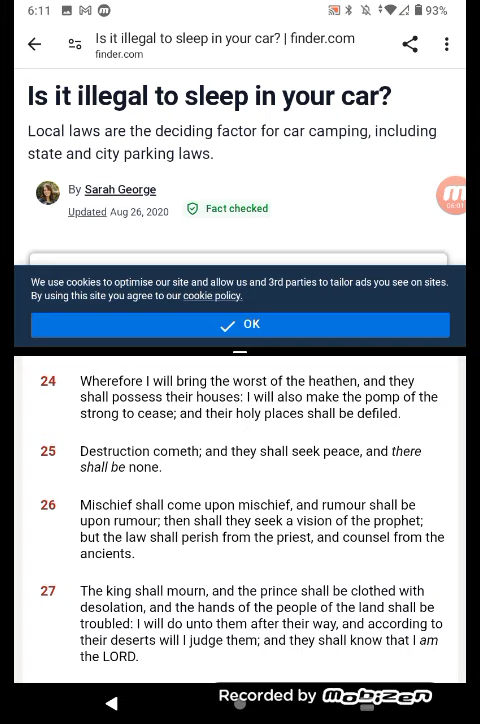 6:11
93%
Is it illegal to sleep in your car? | finder.com
finder.com
Is it illegal to sleep in your car?
Local laws are the deciding factor for car camping, including
state and city parking laws.
By Sarah George
Updated Aug 26, 2020
Fact checked
06:01
We use cookies to optimise our site and allow us and 3rd parties to tailor ads you see on sites.
By using this site you agree to our cookie policy.
OK
24 Wherefore I will bring the worst of the heathen, and they
shall possess their houses: I will also make the pomp of the
strong to cease; and their holy places shall be defiled.
25 Destruction cometh; and they shall seek peace, and there
shall be none.
26 Mischief shall come upon mischief, and rumour shall be
upon rumour; then shall they seek a vision of the prophet;
but the law shall perish from the priest, and counsel from the
ancients.
27 The king shall mourn, and the prince shall be clothed with
desolation, and the hands of the people of the land shall be
troubled: I will do unto them after their way, and according to
their deserts will I judge them; and they shall know that I am
the LORD.
Recorded by Mobizen